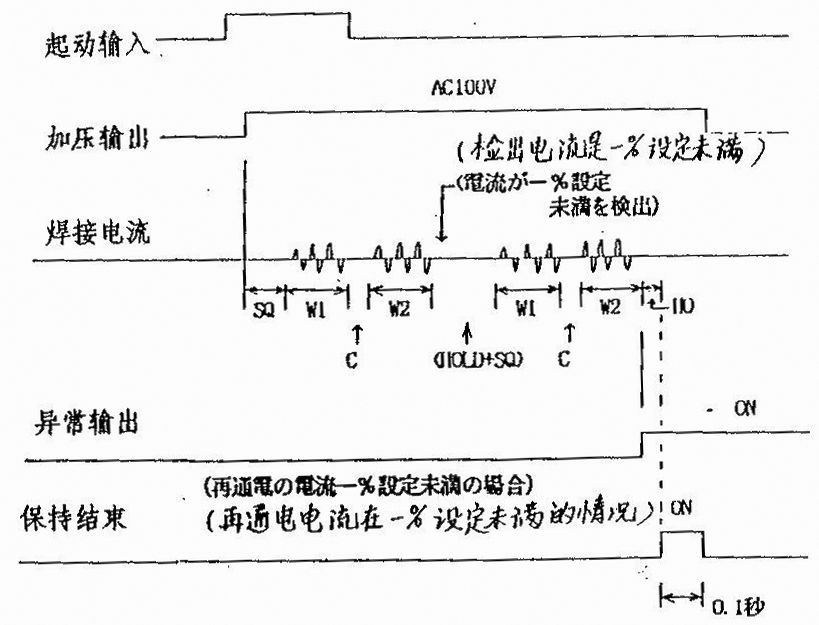 起动输入
AC100V
加压输出
(检出电流是-%设定未满)
(電流が-%設定
未満を検出)
焊接电流
SQ W1 W2 W1 W2 HO
C (HOLD+SQ) C
异常输出
ON
(再通電の電流-%設定未満の場合)
保持结束
(再通电电流在-%设定未满的情况)
ON
0.1秒